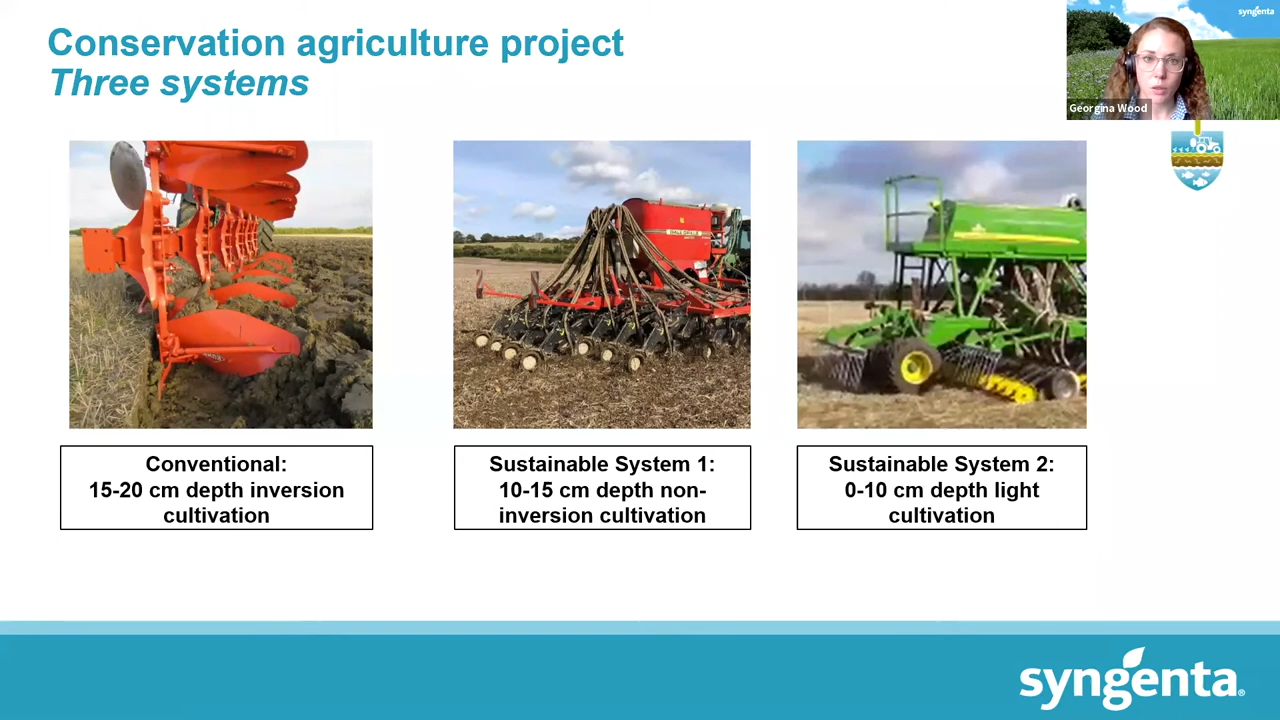 Conservation agriculture project
Three systems
syngenta
Georgina Wood
Conventional:
15-20 cm depth inversion
cultivation
Sustainable System 1:
10-15 cm depth non-
inversion cultivation
Sustainable System 2:
0-10 cm depth light
cultivation
syngenta®